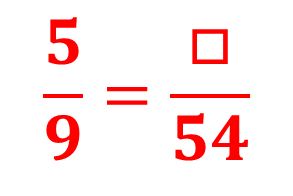 5/9 = □/54